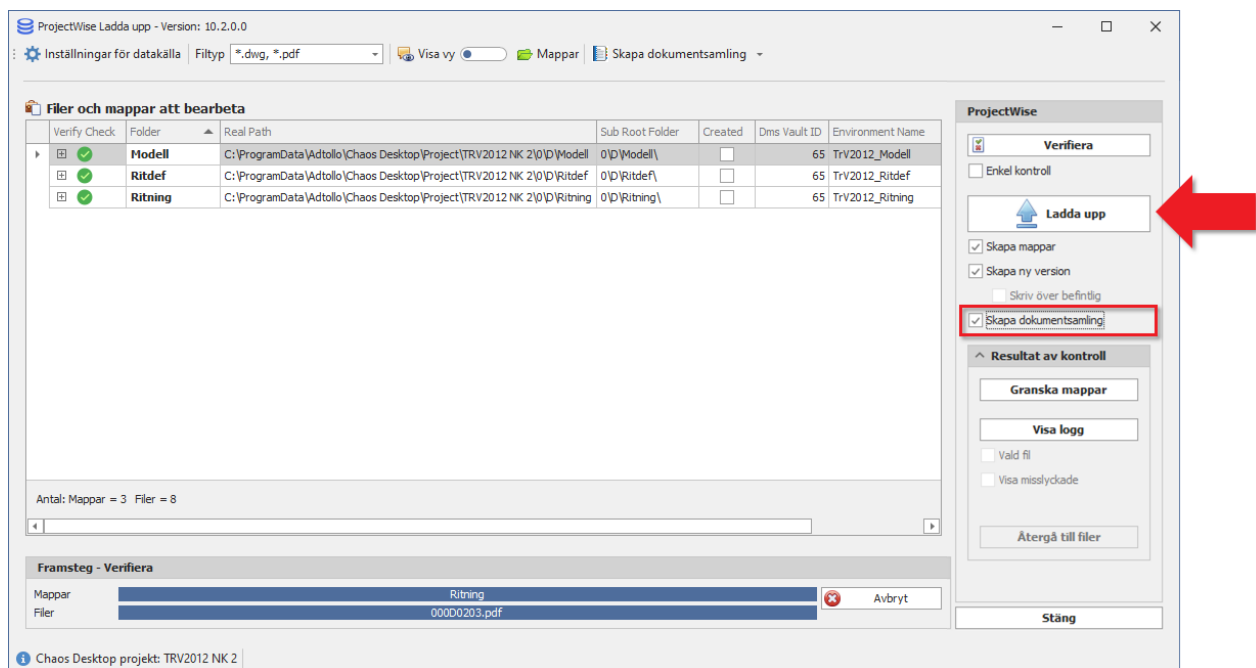 ProjectWise Ladda upp - Version: 10.2.0.0
Inställningar för datakälla Filtyp *.dwg, *.pdf Visa vy Mappar Skapa dokumentsamling
Filer och mappar att bearbeta
Verify Check Folder Real Path Sub Root Folder Created Dms Vault ID Environment Name
Modell C:\ProgramData\Adtollo\Chaos Desktop\Project\TRV2012 NK 2\0\D\Modell 0\D\Modell\ 65 TrV2012_Modell
Ritdef C:\ProgramData\Adtollo\Chaos Desktop\Project\TRV2012 NK 2\0\D\Ritdef 0\D\Ritdef\ 65 TrV2012_Ritdef
Ritning C:\ProgramData\Adtollo\Chaos Desktop\Project\TRV2012 NK 2\0\D\Ritning 0\D\Ritning\ 65 TrV2012_Ritning
Antal: Mappar = 3 Filer = 8
ProjectWise
Verifiera
Enkel kontroll
Ladda upp
Skapa mappar
Skapa ny version
Skriv över befintlig
Skapa dokumentsamling
Resultat av kontroll
Granska mappar
Visa logg
Vald fil
Visa misslyckade
Återgå till filer
Framsteg - Verifiera
Mappar Ritning
Filer 000D0203.pdf
Avbryt
Stäng
Chaos Desktop projekt: TRV2012 NK 2